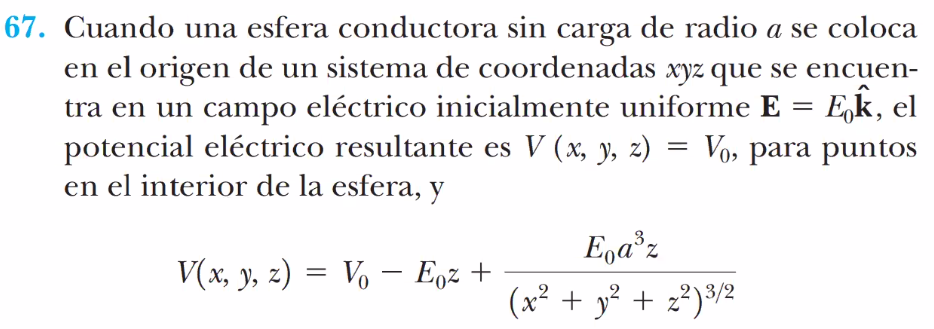 67. Cuando una esfera conductora sin carga de radio a se coloca
en el origen de un sistema de coordenadas xyz que se encuen-
tra en un campo eléctrico inicialmente uniforme E = E₀k̂, el
potencial eléctrico resultante es V (x, y, z) = V₀, para puntos
en el interior de la esfera, y
V(x, y, z) = V₀ − E₀z + E₀a³z / (x² + y² + z²)^3/2